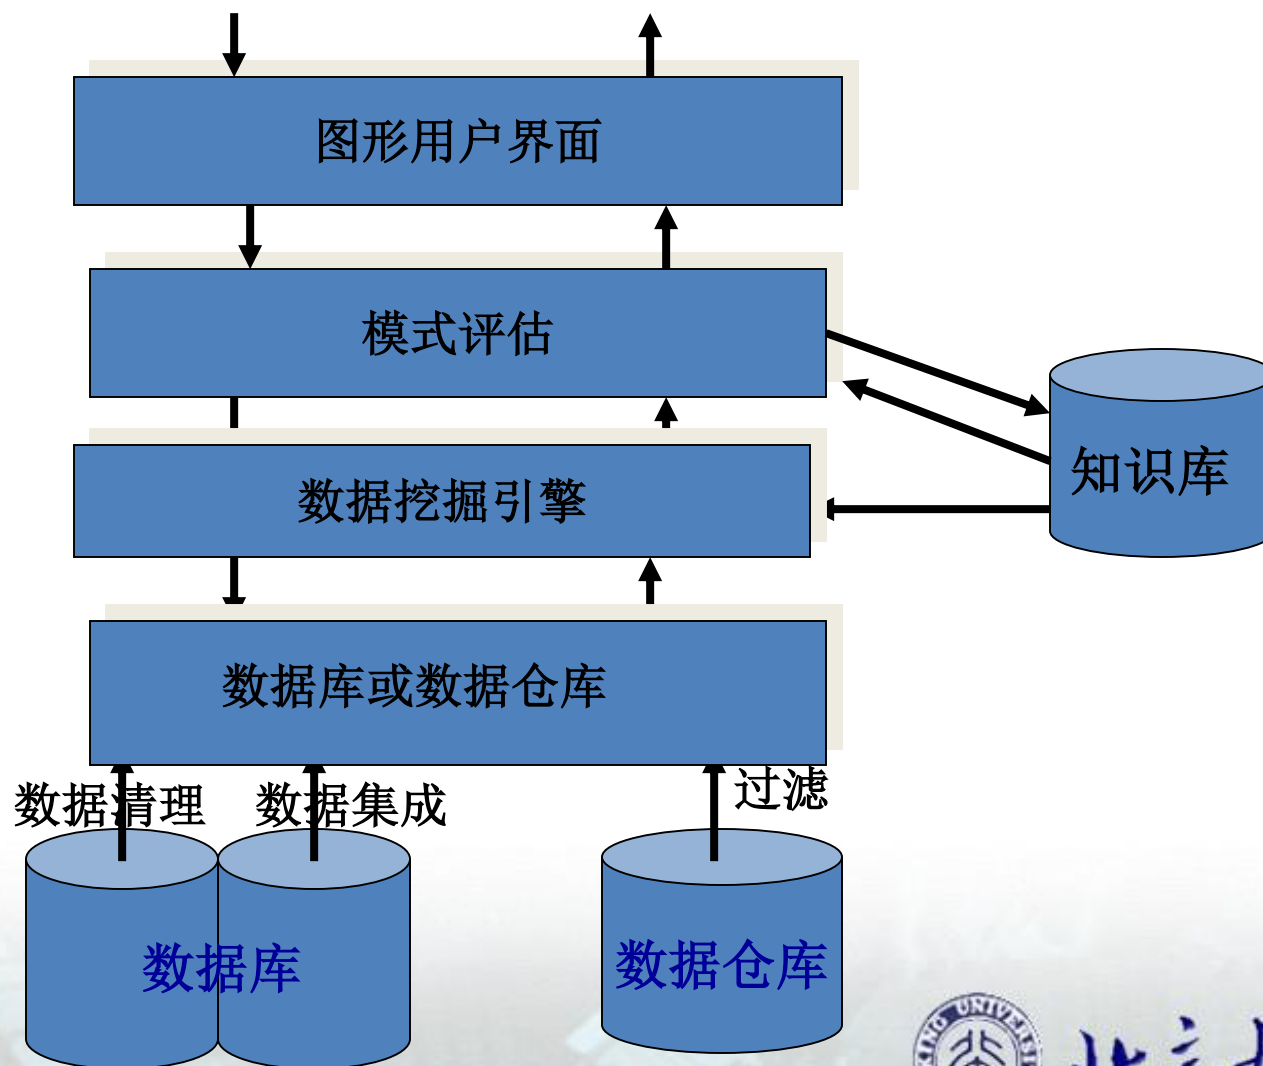 图形用户界面
模式评估
知识库
数据挖掘引擎
数据库或数据仓库
数据清理
数据集成
过滤
数据库
数据仓库